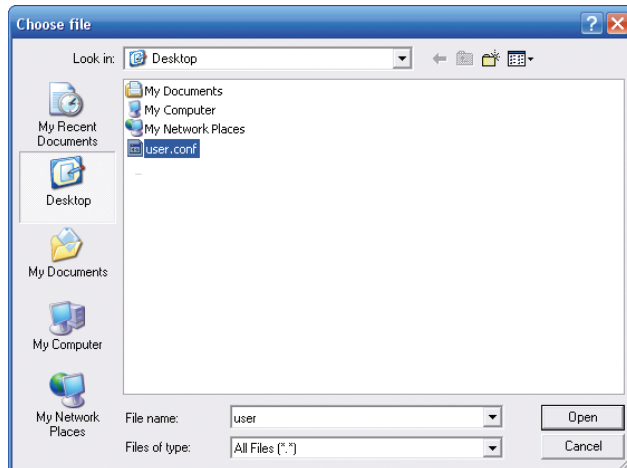 Choose file
Look in:
Desktop
My Recent
Documents
Desktop
My Documents
My Computer
My Network
Places
My Documents
My Computer
My Network Places
user.conf
File name:
user
Open
Files of type:
All Files (*.*)
Cancel